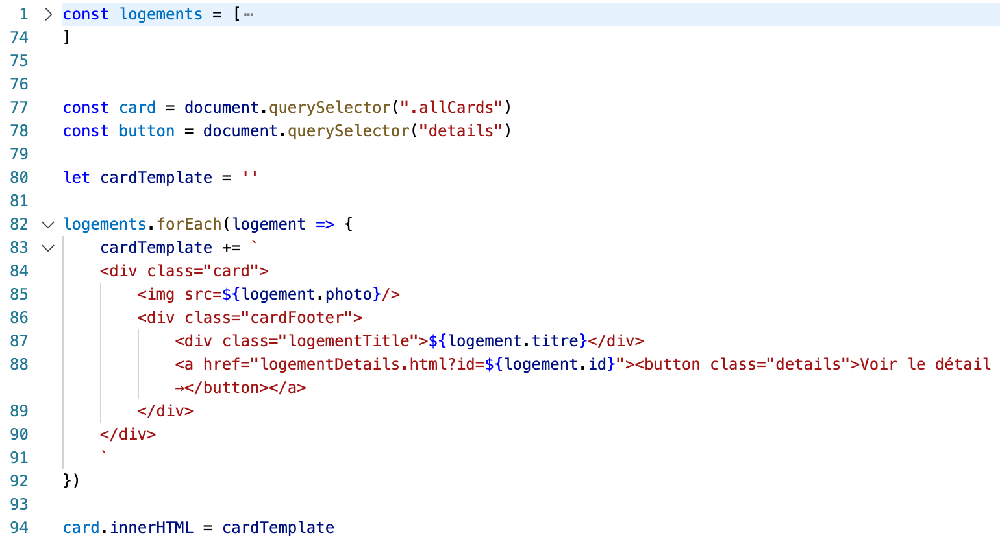 1 > const logements = [ ⋯
74 ]
75
76
77 const card = document.querySelector(".allCards")
78 const button = document.querySelector("details")
79
80 let cardTemplate = ''
81
82 logements.forEach(logement => {
83     cardTemplate += `
84     <div class="card">
85         <img src=${logement.photo}/>
86         <div class="cardFooter">
87             <div class="logementTitle">${logement.titre}</div>
88             <a href="logementDetails.html?id=${logement.id}"><button class="details">Voir le détail
→</button></a>
89         </div>
90     </div>
91     `
92 })
93
94 card.innerHTML = cardTemplate